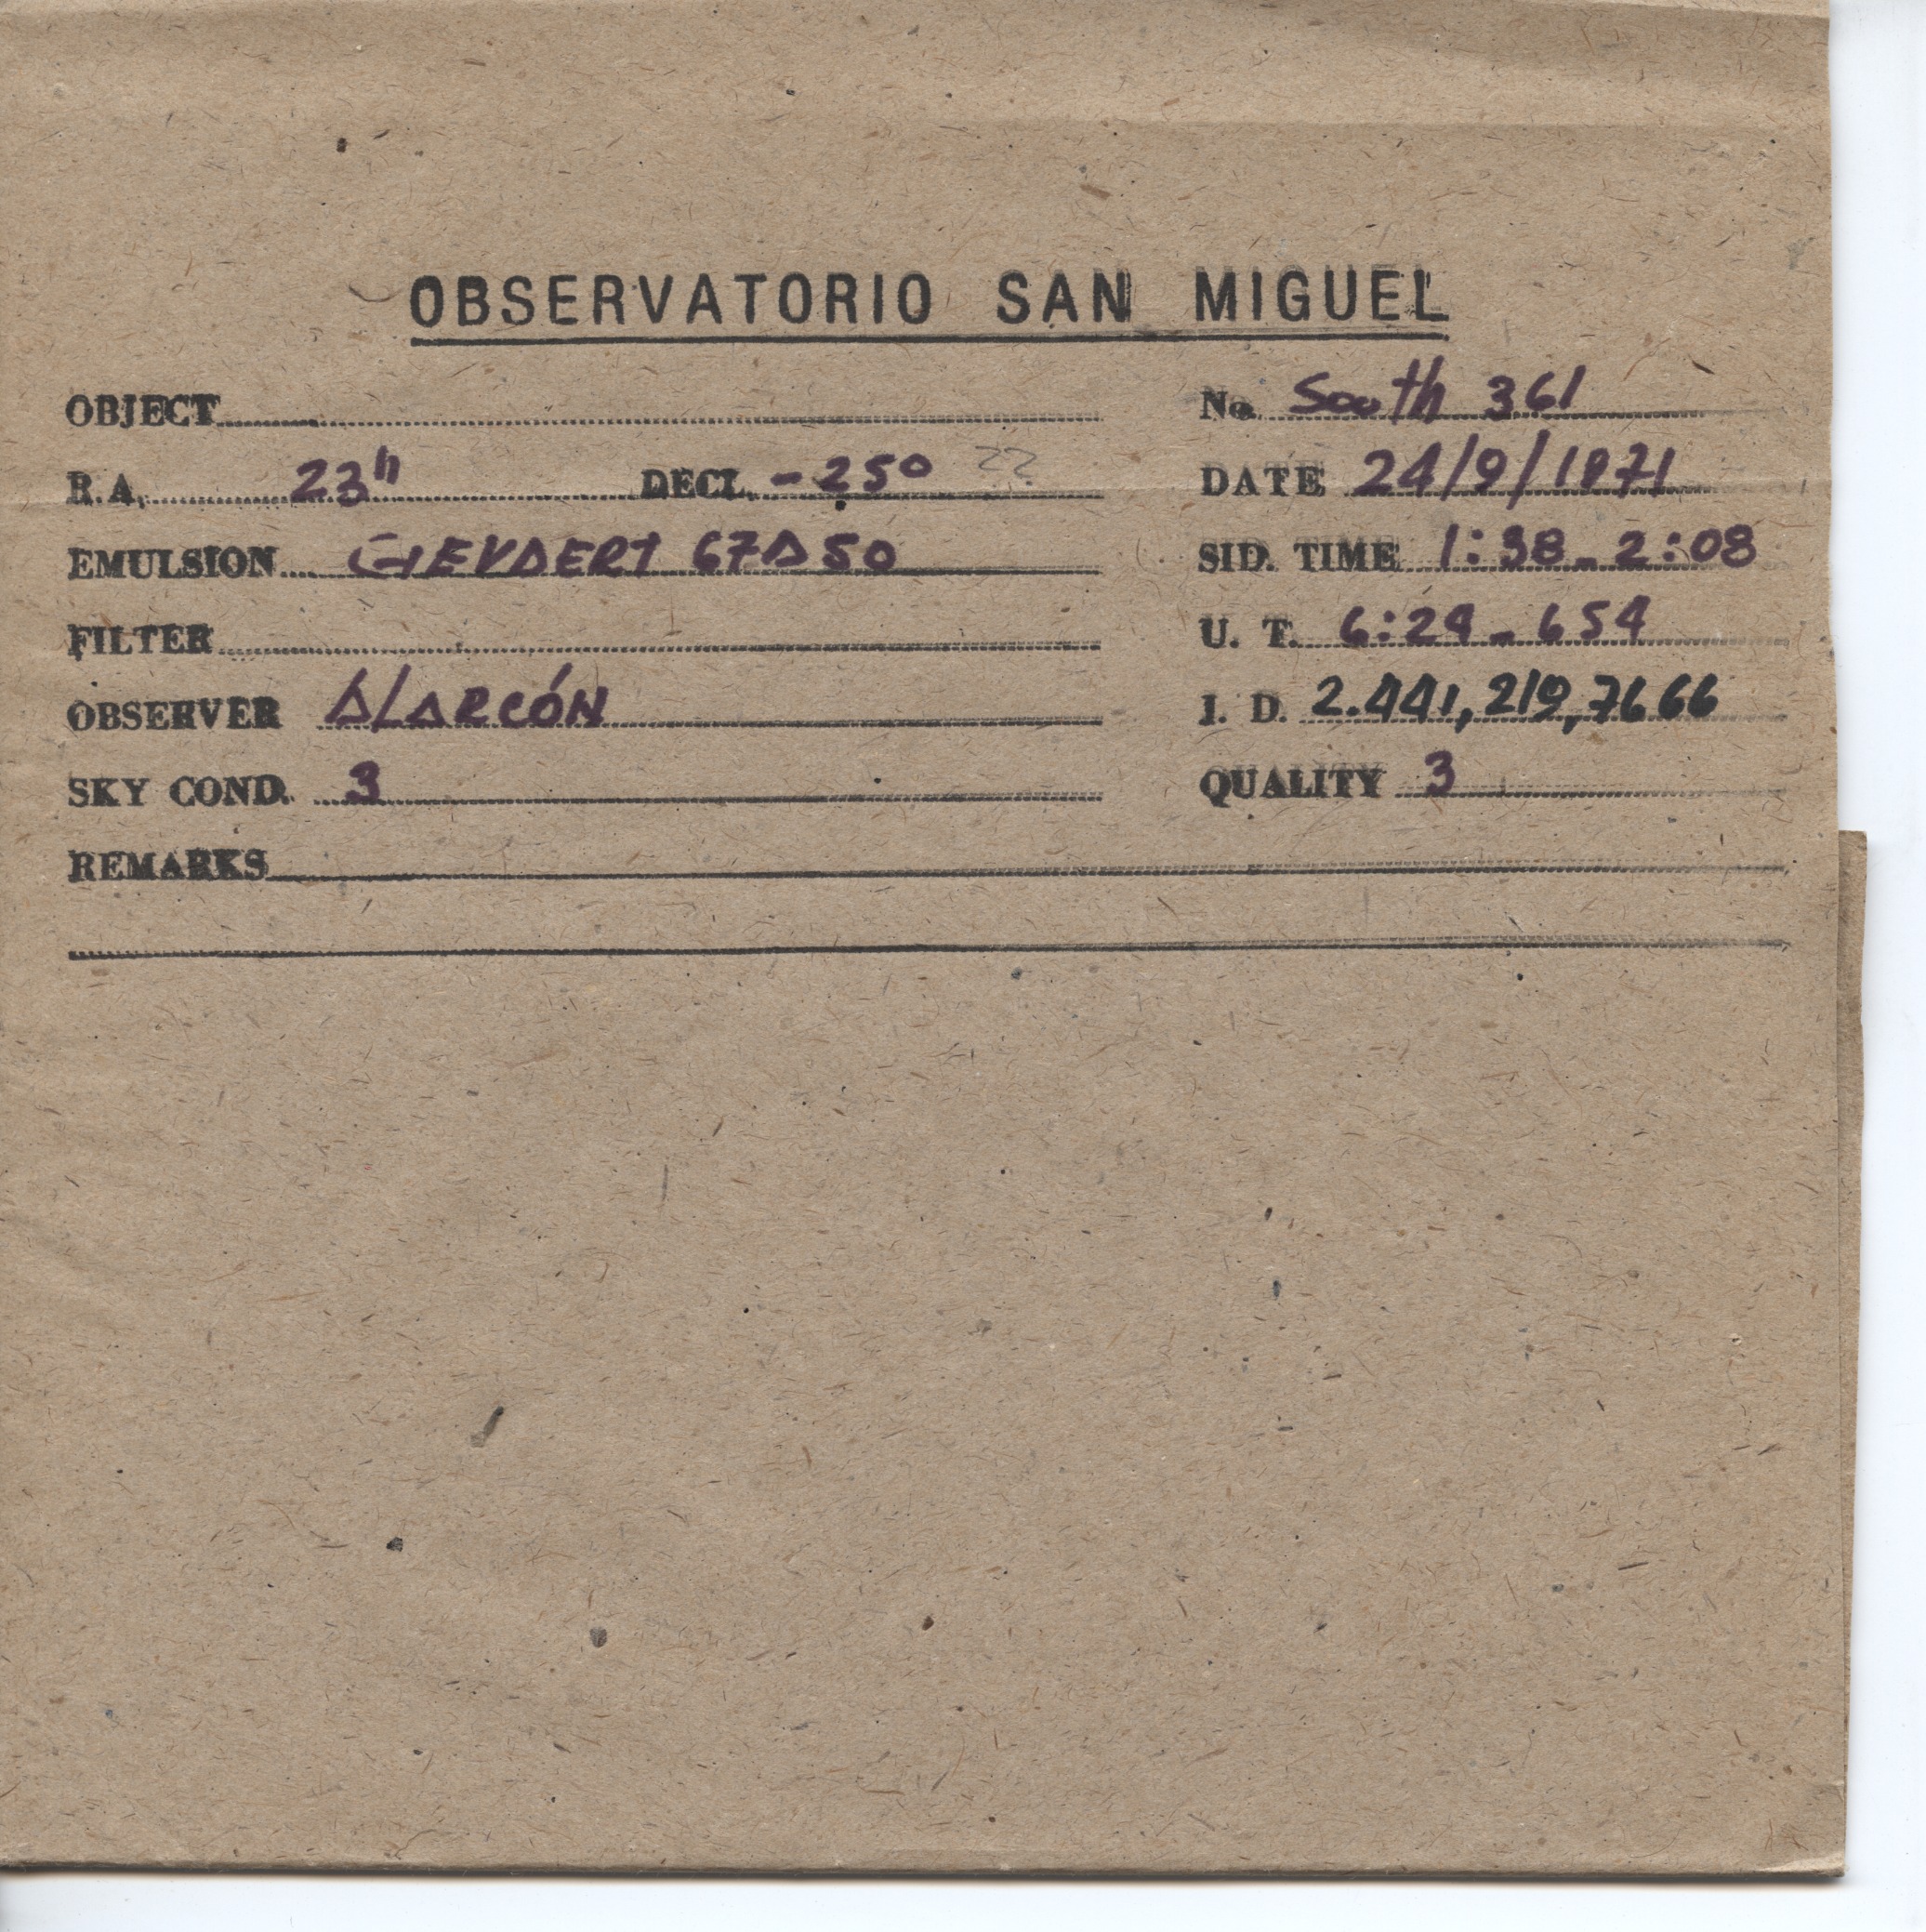 OBSERVATORIO SAN MIGUEL
OBJECT No. South 361
R.A. 23h DECL. -25° DATE 24/9/1971
EMULSION GEVAERT 67A50 SID. TIME 1:38 - 2:08
FILTER U. T. 6:24 - 654
OBSERVER ALARCÓN J. D. 2.441,219,7666
SKY COND. 3 QUALITY 3
REMARKS